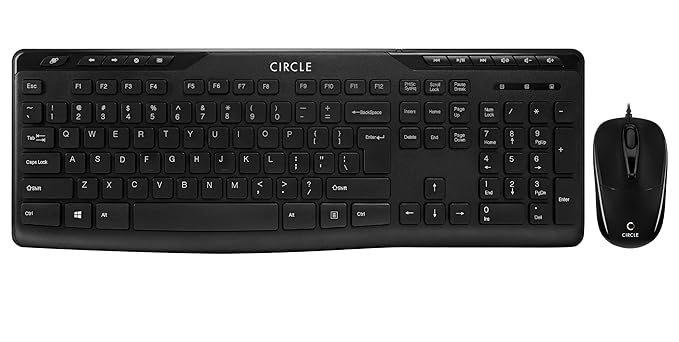 CIRCLE
Esc F1 F2 F3 F4 F5 F6 F7 F8 F9 F10 F11 F12 PrtSc SysRq Scroll Lock Pause Break
~ ` ! 1 @ 2 # 3 $ 4 % 5 ^ 6 & 7 * 8 ( 9 ) 0 _ - + = ←BackSpace Insert Home Page Up Num Lock / * -
Tab Q W E R T Y U I O P { [ } ] Enter↵ Delete End Page Down 7 Home 8 ↑ 9 PgUp +
Caps Lock A S D F G H J K L : ; " ' | \ 4 ← 5 6 →
⇧Shift Z X C V B N M < , > . ? / ⇧Shift ↑ 1 End 2 ↓ 3 PgDn Enter
Ctrl Alt Alt Ctrl ← ↓ → 0 Ins . Del
CIRCLE